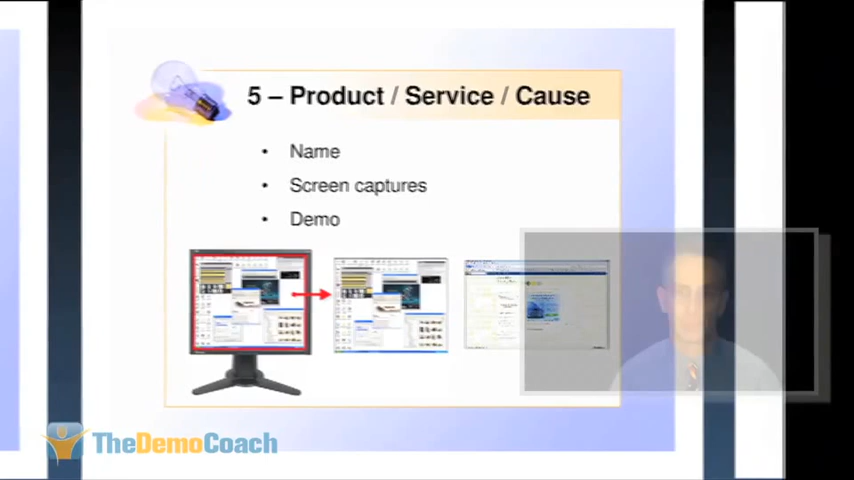 5 – Product / Service / Cause
• Name
• Screen captures
• Demo
TheDemoCoach